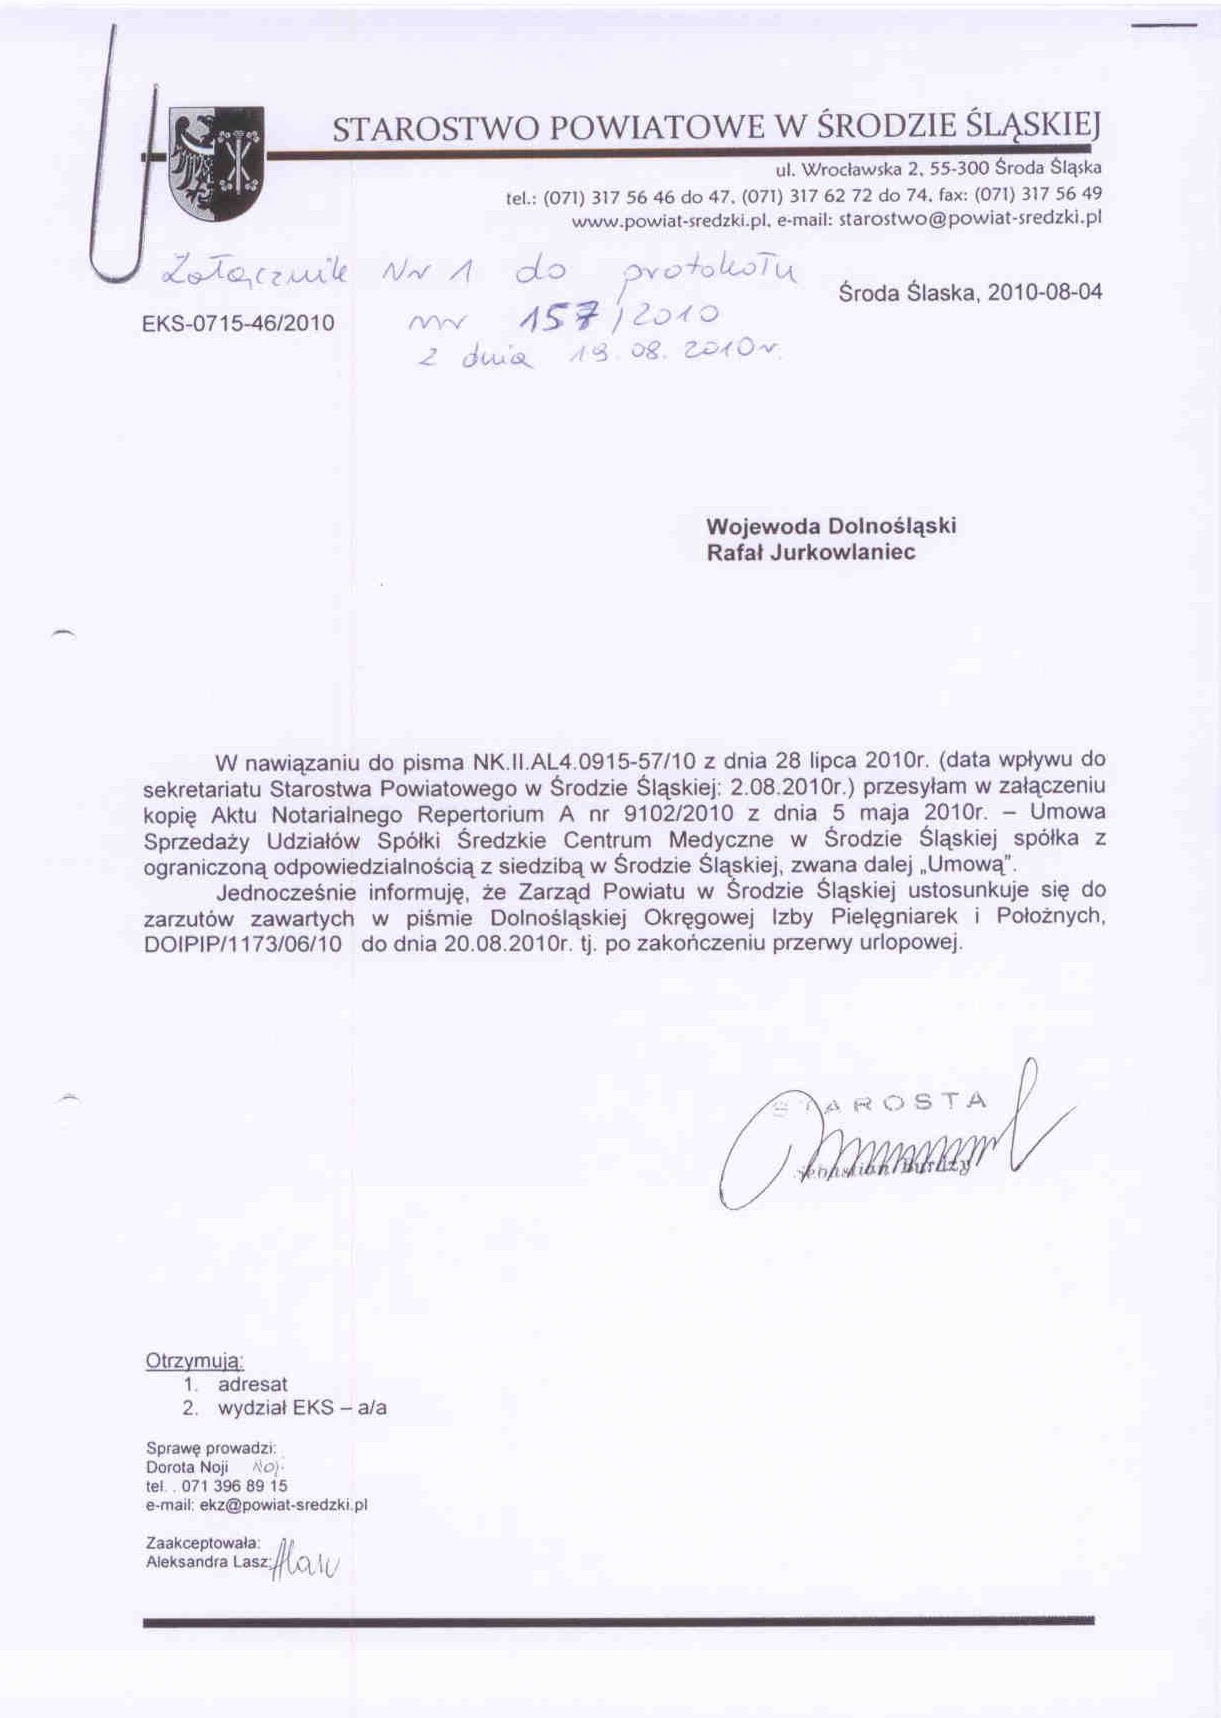 STAROSTWO POWIATOWE W ŚRODZIE ŚLĄSKIEJ
ul. Wrocławska 2, 55-300 Środa Śląska
tel.: (071) 317 56 46 do 47, (071) 317 62 72 do 74, fax: (071) 317 56 49
www.powiat-sredzki.pl, e-mail: starostwo@powiat-sredzki.pl
Załącznik Nr 1 do protokołu
Środa Ślaska, 2010-08-04
EKS-0715-46/2010
nr 157/2010
z dnia 19.08.2010r.
Wojewoda Dolnośląski
Rafał Jurkowlaniec
W nawiązaniu do pisma NK.II.AL4.0915-57/10 z dnia 28 lipca 2010r. (data wpływu do
sekretariatu Starostwa Powiatowego w Środzie Śląskiej: 2.08.2010r.) przesyłam w załączeniu
kopię Aktu Notarialnego Repertorium A nr 9102/2010 z dnia 5 maja 2010r. – Umowa
Sprzedaży Udziałów Spółki Średzkie Centrum Medyczne w Środzie Śląskiej spółka z
ograniczoną odpowiedzialnością z siedzibą w Środzie Śląskiej, zwana dalej „Umową”.
Jednocześnie informuję, że Zarząd Powiatu w Środzie Śląskiej ustosunkuje się do
zarzutów zawartych w piśmie Dolnośląskiej Okręgowej Izby Pielęgniarek i Położnych,
DOIPIP/1173/06/10 do dnia 20.08.2010r. tj. po zakończeniu przerwy urlopowej.
STAROSTA
Sebastian Burdzy
Otrzymują:
1. adresat
2. wydział EKS – a/a
Sprawę prowadzi:
Dorota Noji
tel. . 071 396 89 15
e-mail: ekz@powiat-sredzki.pl
Zaakceptowała:
Aleksandra Lasz